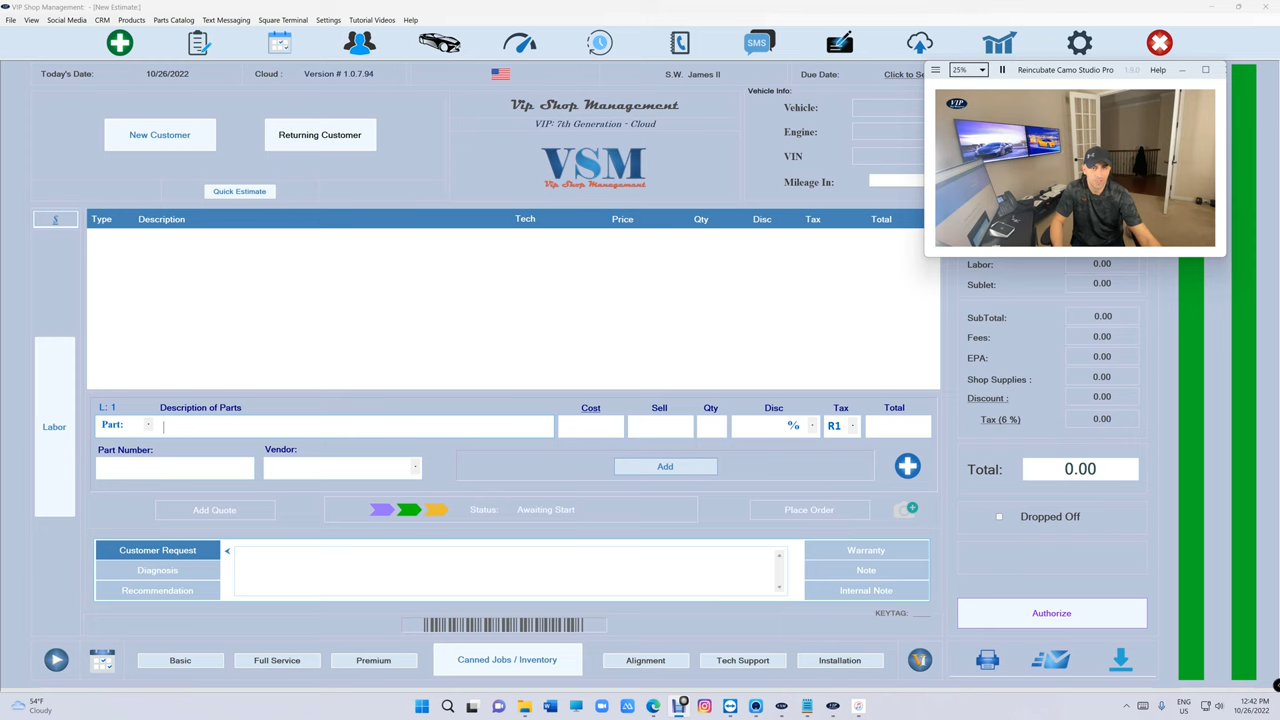 VIP Shop Management: - [New Estimate:]
File View Social Media CRM Products Parts Catalog Text Messaging Square Terminal Settings Tutorial Videos Help
SMS
Today's Date: 10/26/2022 Cloud : Version # 1.0.7.94 S.W. James II Due Date: Click to Se
25% Reincubate Camo Studio Pro 1.9.0 Help
VIP
New Customer Returning Customer
Quick Estimate
Vip Shop Management
VIP: 7th Generation - Cloud
VSM
Vip Shop Management
Vehicle Info:
Vehicle:
Engine:
VIN
Mileage In:
$ Type Description Tech Price Qty Disc Tax Total
Labor: 0.00
Sublet: 0.00
SubTotal: 0.00
Fees: 0.00
EPA: 0.00
Shop Supplies : 0.00
Discount : 0.00
Tax (6 %) 0.00
Total: 0.00
Labor
L: 1 Description of Parts Cost Sell Qty Disc Tax Total
Part: % R1
Part Number: Vendor:
Add
Add Quote Status: Awaiting Start Place Order
Dropped Off
Customer Request < Warranty
Diagnosis Note
Recommendation Internal Note
KEYTAG: ___
Authorize
Basic Full Service Premium Canned Jobs / Inventory Alignment Tech Support Installation
54°F
Cloudy
ENG
US
12:42 PM
10/26/2022